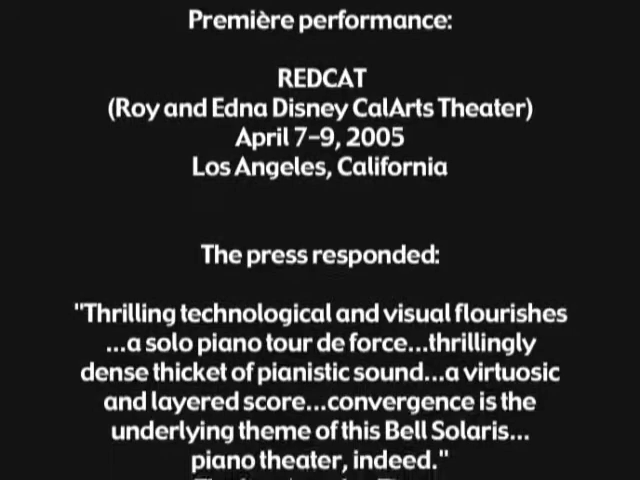 Première performance:
REDCAT
(Roy and Edna Disney CalArts Theater)
April 7-9, 2005
Los Angeles, California
The press responded:
"Thrilling technological and visual flourishes
...a solo piano tour de force...thrillingly
dense thicket of pianistic sound...a virtuosic
and layered score...convergence is the
underlying theme of this Bell Solaris...
piano theater, indeed."